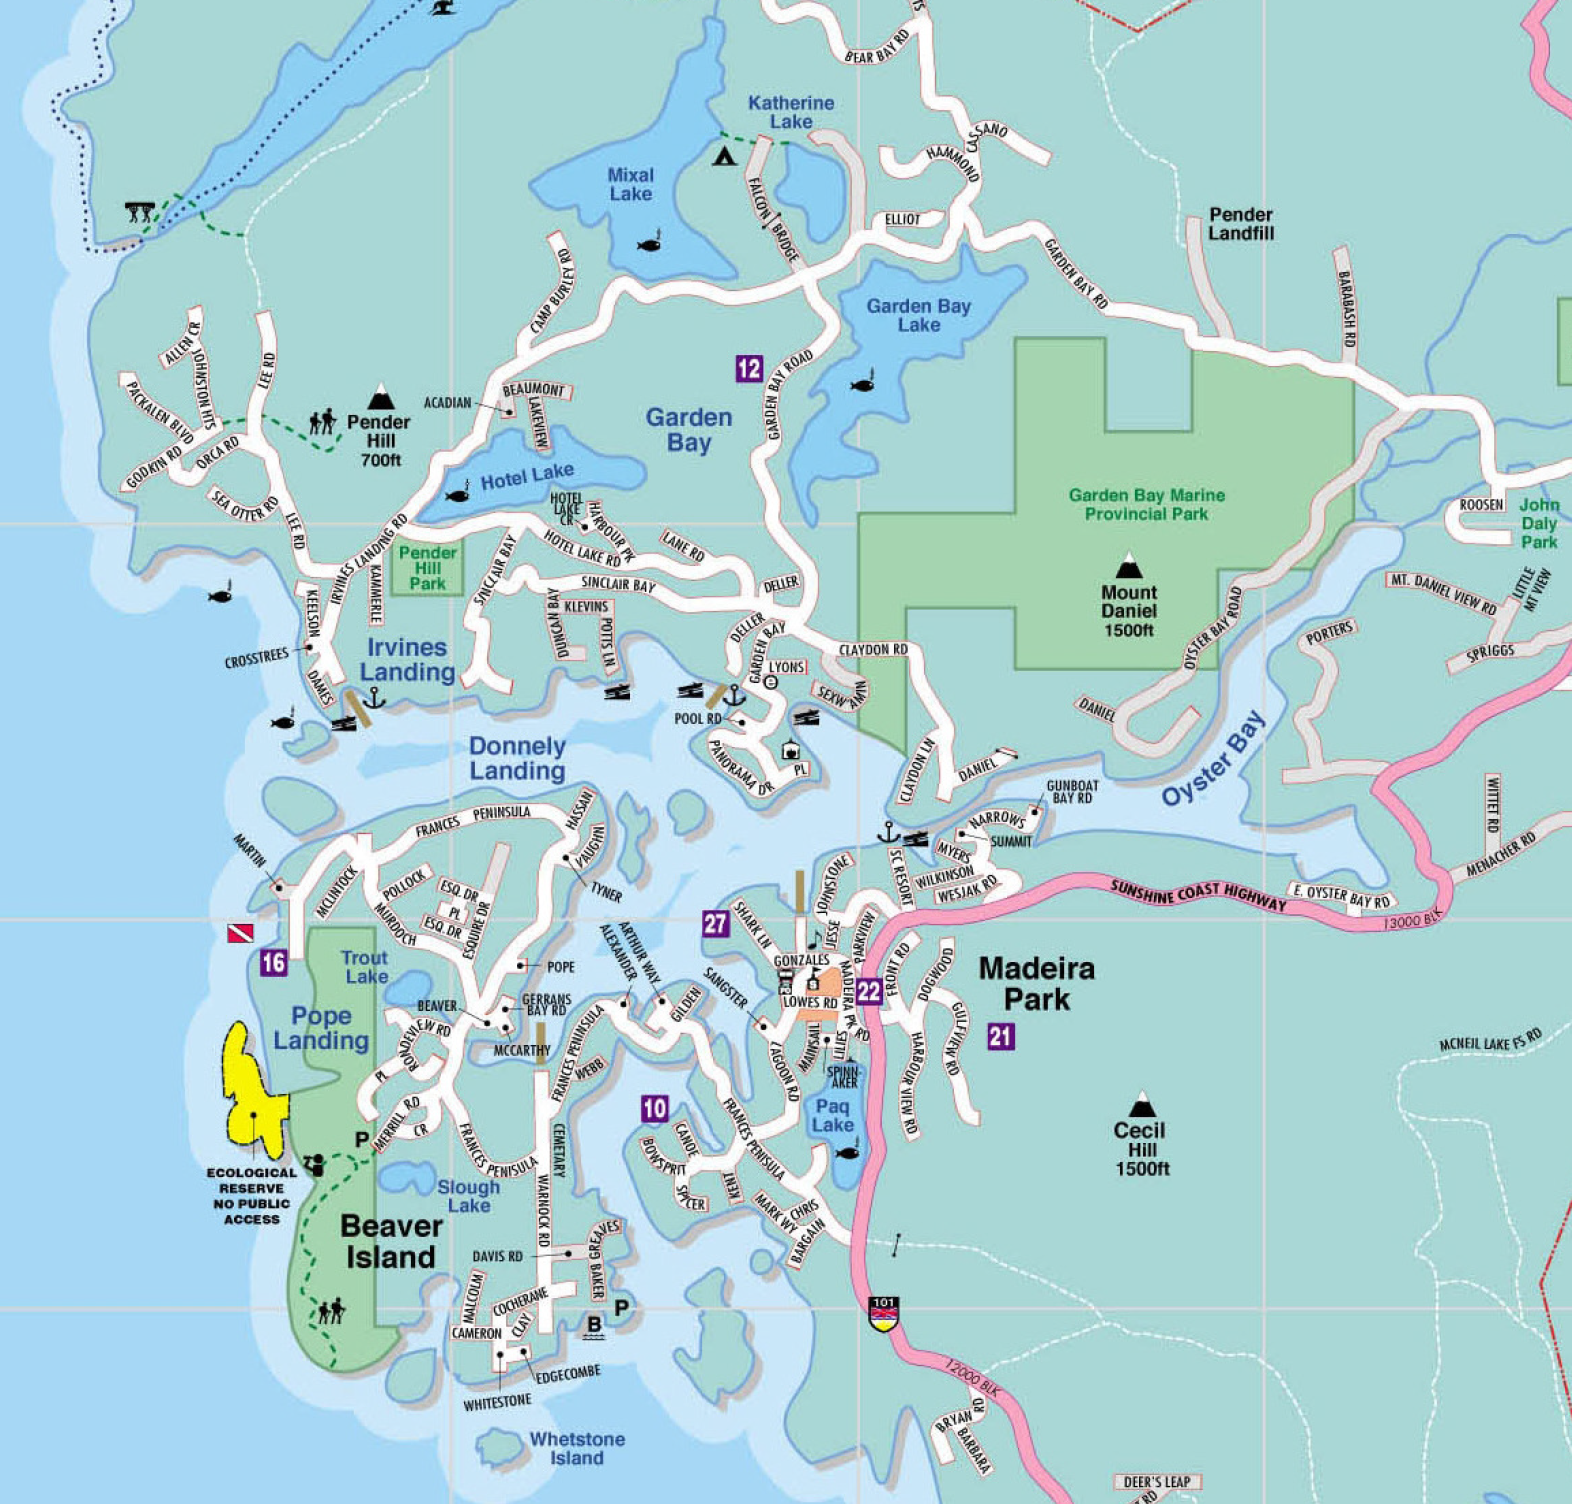 BEAR BAY RD
Katherine
Lake
CASSANO
HAMMOND
Mixal
Lake
FALCON
BRIDGE
ELLIOT
Pender
Landfill
GARDEN BAY RD
BARABASH RD
CAMP BURLEY RD
Garden Bay
Lake
ALLEN CR
JOHNSTON HTS
LEE RD
PACKALEN BLVD
GODKIN RD
ORCA RD
SEA OTTER RD
LEE RD
Pender
Hill
700ft
ACADIAN
BEAUMONT
LAKEVIEW
12
GARDEN BAY ROAD
Garden
Bay
Hotel Lake
HOTEL
LAKE
CR
HARBOUR PK
HOTEL LAKE RD
LANE RD
Garden Bay Marine
Provincial Park
ROOSEN
John
Daly
Park
IRVINES LANDING RD
Pender
Hill
Park
SINCLAIR BAY
SINCLAIR BAY
DELLER
KEELSON
KAMMERLE
DUNCAN BAY
KLEVINS
POTTS LN
DELLER
GARDEN BAY
Mount
Daniel
1500ft
OYSTER BAY ROAD
MT. DANIEL VIEW RD
LITTLE
MT VIEW
PORTERS
SPRIGGS
CROSSTREES
DAMES
Irvines
Landing
CLAYDON RD
LYONS
e
SEXW'AMIN
POOL RD
PANORAMA DR
PL
DANIEL
Oyster Bay
Donnely
Landing
CLAYDON LN
DANIEL
GUNBOAT
BAY RD
NARROWS
SUMMIT
MYERS
WITTET RD
MENACHER RD
FRANCES PENINSULA
HASSAN
VAUGHN
TYNER
MARTIN
MCLINTOCK
POLLOCK
MURDOCH
ESQ. DR
PL
ESQ. DR
ESQUIRE DR
SC RESORT
WILKINSON
WESJAK RD
SUNSHINE COAST HIGHWAY
E. OYSTER BAY RD
13000 BLK
JOHNSTONE
JESSE
PARKVIEW
27
SHARK LN
GONZALES
ARTHUR WAY
ALEXANDER
SANGSTER
LOWES RD
MADEIRA PK RD
22
FRONT RD
DOGWOOD
Madeira
Park
21
GULFVIEW RD
HARBOUR VIEW RD
16
Trout
Lake
POPE
GERRANS
BAY RD
BEAVER
MCCARTHY
RONDEVIEW RD
PL
Pope
Landing
GILDEN
FRANCES PENINSULA
WEBB
LAGOON RD
MAINSAIL
LILIES
SPINN-
AKER
Paq
Lake
MCNEIL LAKE FS RD
10
Cecil
Hill
1500ft
P
MERRILL RD
CR
FRANCES PENISULA
CEMETARY
WARNOCK RD
CANOE
BOWSPRIT
SPICER
KENT
FRANCES PENISULA
MARK WY
CHRIS
BARGAIN
ECOLOGICAL
RESERVE
NO PUBLIC
ACCESS
Slough
Lake
Beaver
Island
DAVIS RD
GREAVES
BAKER
MALCOLM
COCHERANE
CAMERON
CLAY
P
B
EDGECOMBE
WHITESTONE
Whetstone
Island
101
12000 BLK
BRYAN RD
BARBARA
DEER'S LEAP